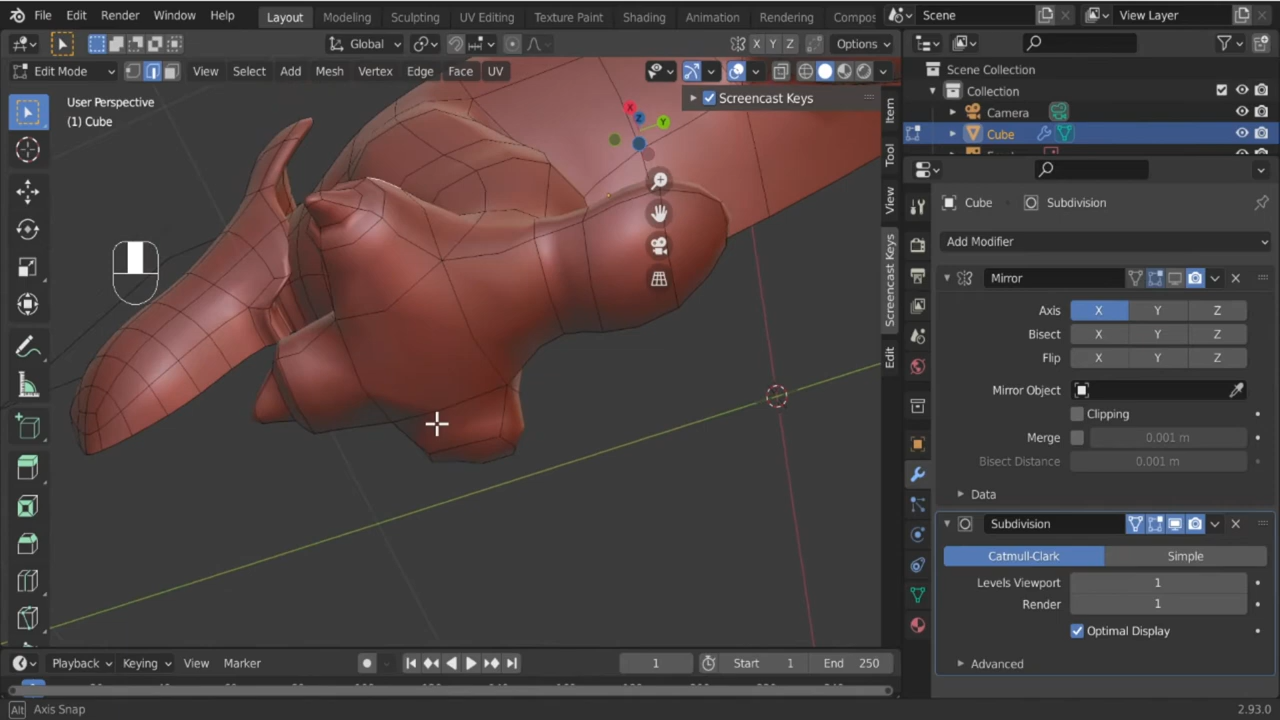 File Edit Render Window Help Layout Modeling Sculpting UV Editing Texture Paint Shading Animation Rendering Compos Scene View Layer
Global X Y Z Options
Edit Mode View Select Add Mesh Vertex Edge Face UV
User Perspective
(1) Cube
Screencast Keys
X
Z
Y
Item
Tool
View
Screencast Keys
Edit
Scene Collection
Collection
Camera
Cube
Cube Subdivision
Add Modifier
Mirror
Axis X Y Z
Bisect X Y Z
Flip X Y Z
Mirror Object
Clipping
Merge 0.001 m
Bisect Distance 0.001 m
Data
Subdivision
Catmull-Clark Simple
Levels Viewport 1
Render 1
Optimal Display
Advanced
Playback Keying View Marker 1 Start 1 End 250
Alt Axis Snap 2.93.0